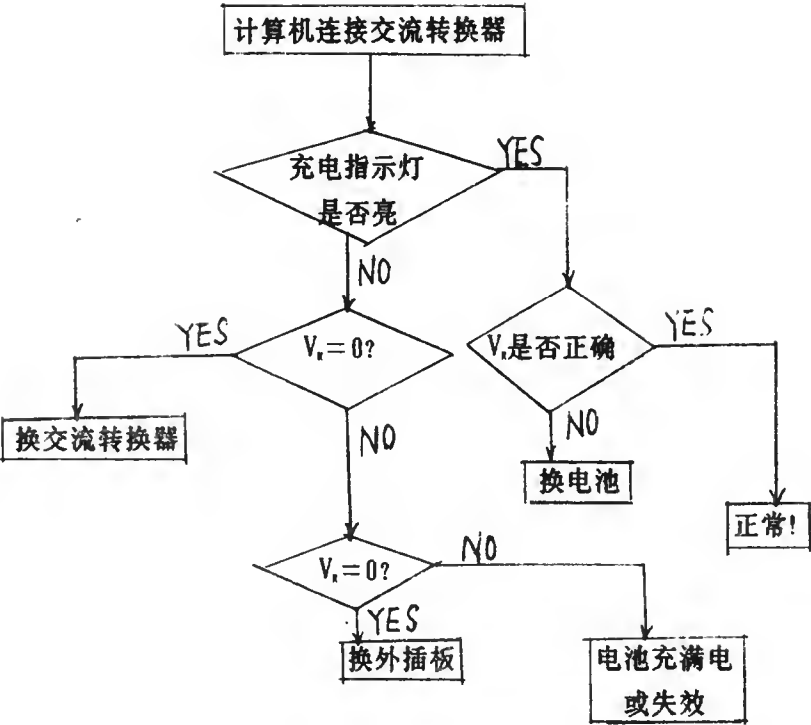 计算机连接交流转换器
充电指示灯
是否亮
YES
NO
YES
V=0?
V是否正确
YES
换交流转换器
NO
NO
换电池
正常!
V=0?
NO
YES
换外插板
电池充满电
或失效